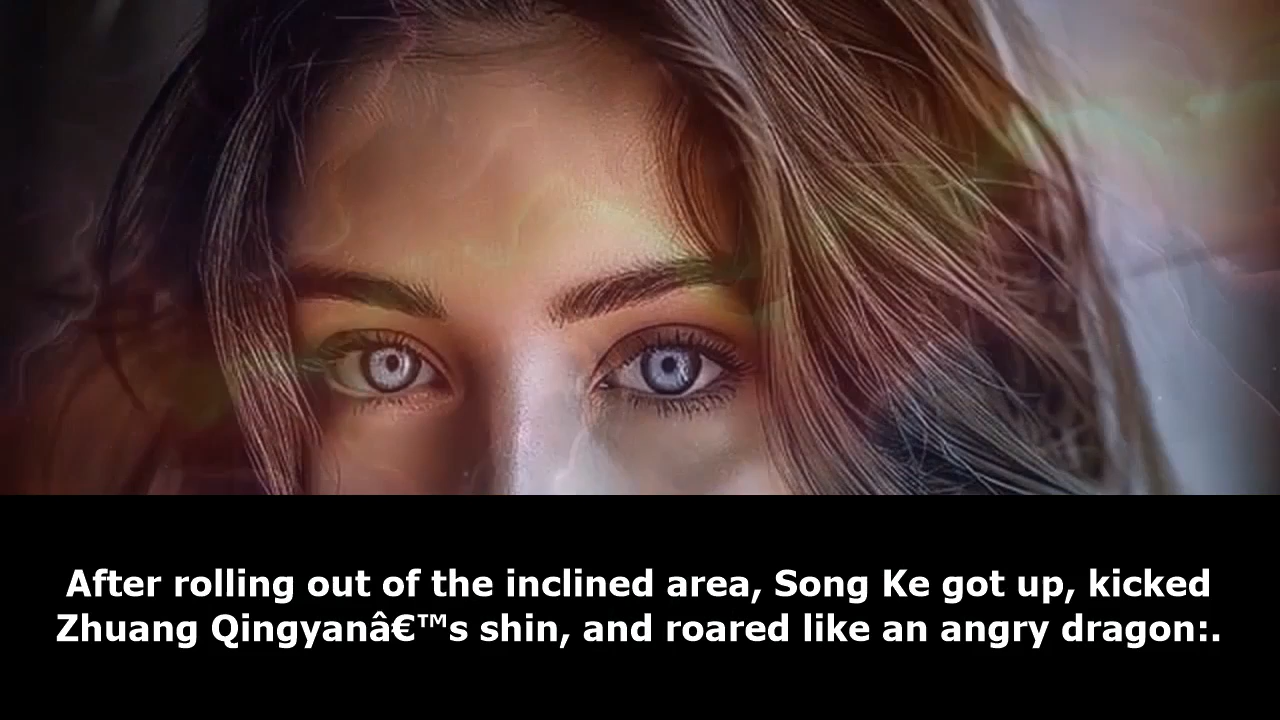 After rolling out of the inclined area, Song Ke got up, kicked
Zhuang Qingyanâ€™s shin, and roared like an angry dragon:.